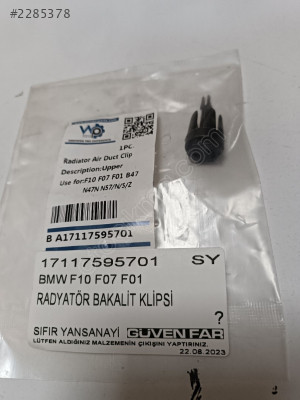 #2285378
1PC.
Radiator Air Duct Clip
Description:Upper
Use for:F10 F07 F01 B47
N47N N57/N/S/Z
B A17117595701
17117595701 SY
BMW F10 F07 F01
RADYATÖR BAKALİT KLİPSİ
?
SIFIR YANSANAYİ GÜVEN FAR
LÜTFEN ALDIĞINIZ MALZEMENİN ÇIKIŞINI YAPTIRINIZ.
22.08.2023